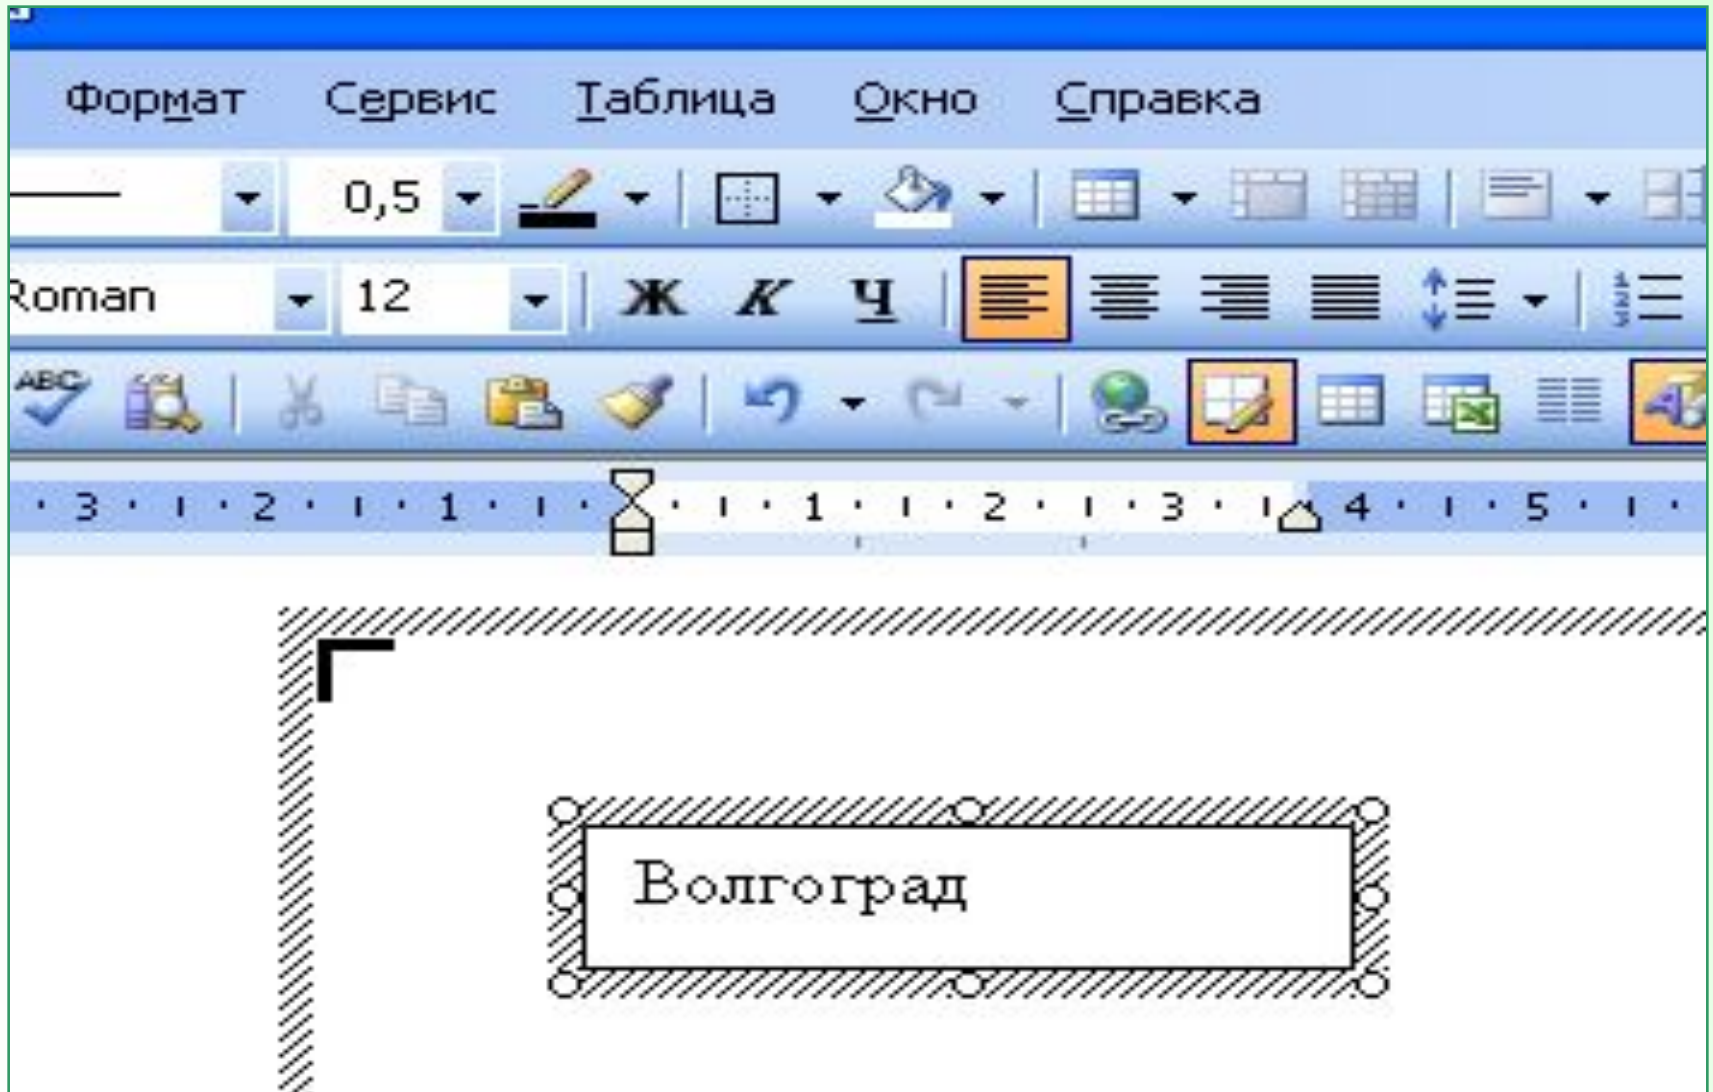 Формат Сервис Таблица Окно Справка
0,5
Roman 12 Ж К Ч
ABC
3 2 1 1 2 3 4 5
Волгоград